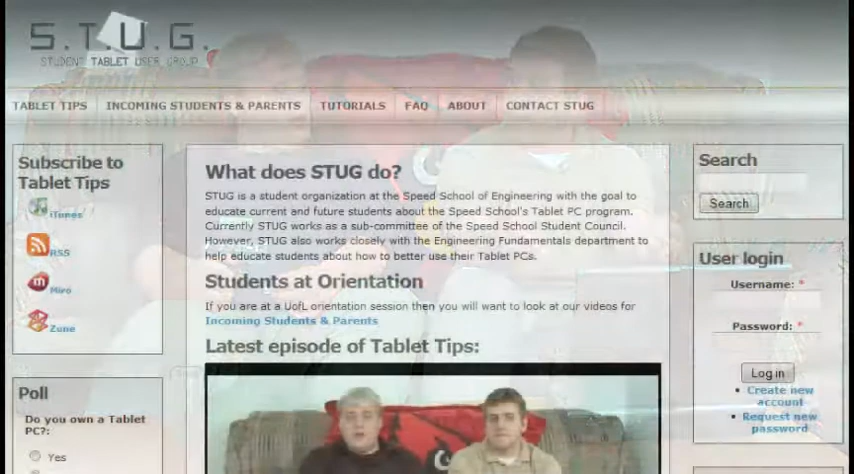 S.T.U.G.
STUDENT TABLET USER GROUP
TABLET TIPS INCOMING STUDENTS & PARENTS TUTORIALS FAQ ABOUT CONTACT STUG
Subscribe to
Tablet Tips
iTunes
RSS
Miro
Zune
Poll
Do you own a Tablet
PC?:
Yes
What does STUG do?
STUG is a student organization at the Speed School of Engineering with the goal to
educate current and future students about the Speed School's Tablet PC program.
Currently STUG works as a sub-committee of the Speed School Student Council.
However, STUG also works closely with the Engineering Fundamentals department to
help educate students about how to better use their Tablet PCs.
Students at Orientation
If you are at a UofL orientation session then you will want to look at our videos for
Incoming Students & Parents
Latest episode of Tablet Tips:
Search
Search
User login
Username: *
Password: *
Log in
Create new
account
Request new
password